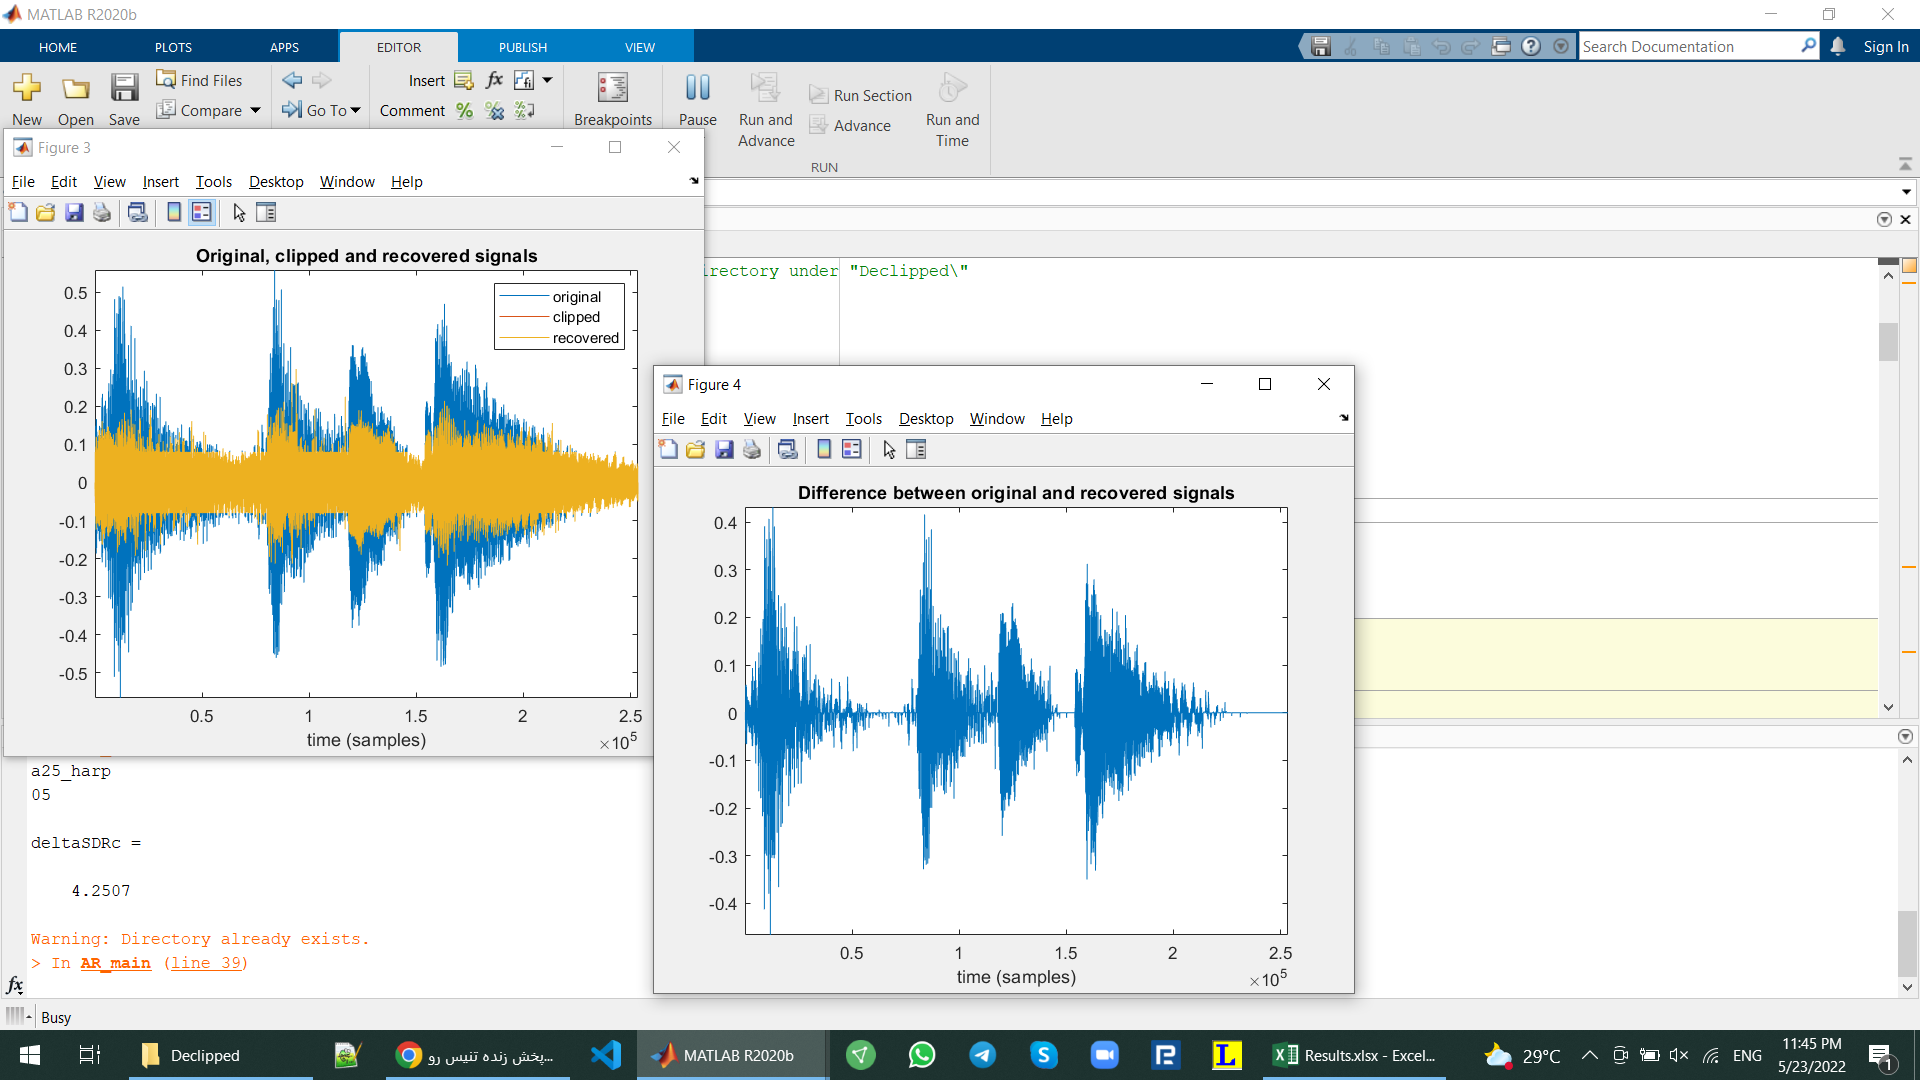 MATLAB R2020b
HOME PLOTS APPS EDITOR PUBLISH VIEW
Search Documentation Sign In
New Open Save
Find Files
Compare
Go To
Insert fx
Comment
Breakpoints
Pause
Run and Advance
Run Section
Advance
Run and Time
RUN
Figure 3
File Edit View Insert Tools Desktop Window Help
Original, clipped and recovered signals
original
clipped
recovered
0.5
0.4
0.3
0.2
0.1
0
-0.1
-0.2
-0.3
-0.4
-0.5
0.5 1 1.5 2 2.5
time (samples) ×10⁵
irectory under "Declipped\"
Figure 4
File Edit View Insert Tools Desktop Window Help
Difference between original and recovered signals
0.4
0.3
0.2
0.1
0
-0.1
-0.2
-0.3
-0.4
0.5 1 1.5 2 2.5
time (samples) ×10⁵
a25_harp
05
deltaSDRc =
4.2507
Warning: Directory already exists.
> In AR_main (line 39)
fx
Busy
Declipped
پخش زنده تنیس رو...
MATLAB R2020b
Results.xlsx - Excel...
29°C
ENG
11:45 PM
5/23/2022
1